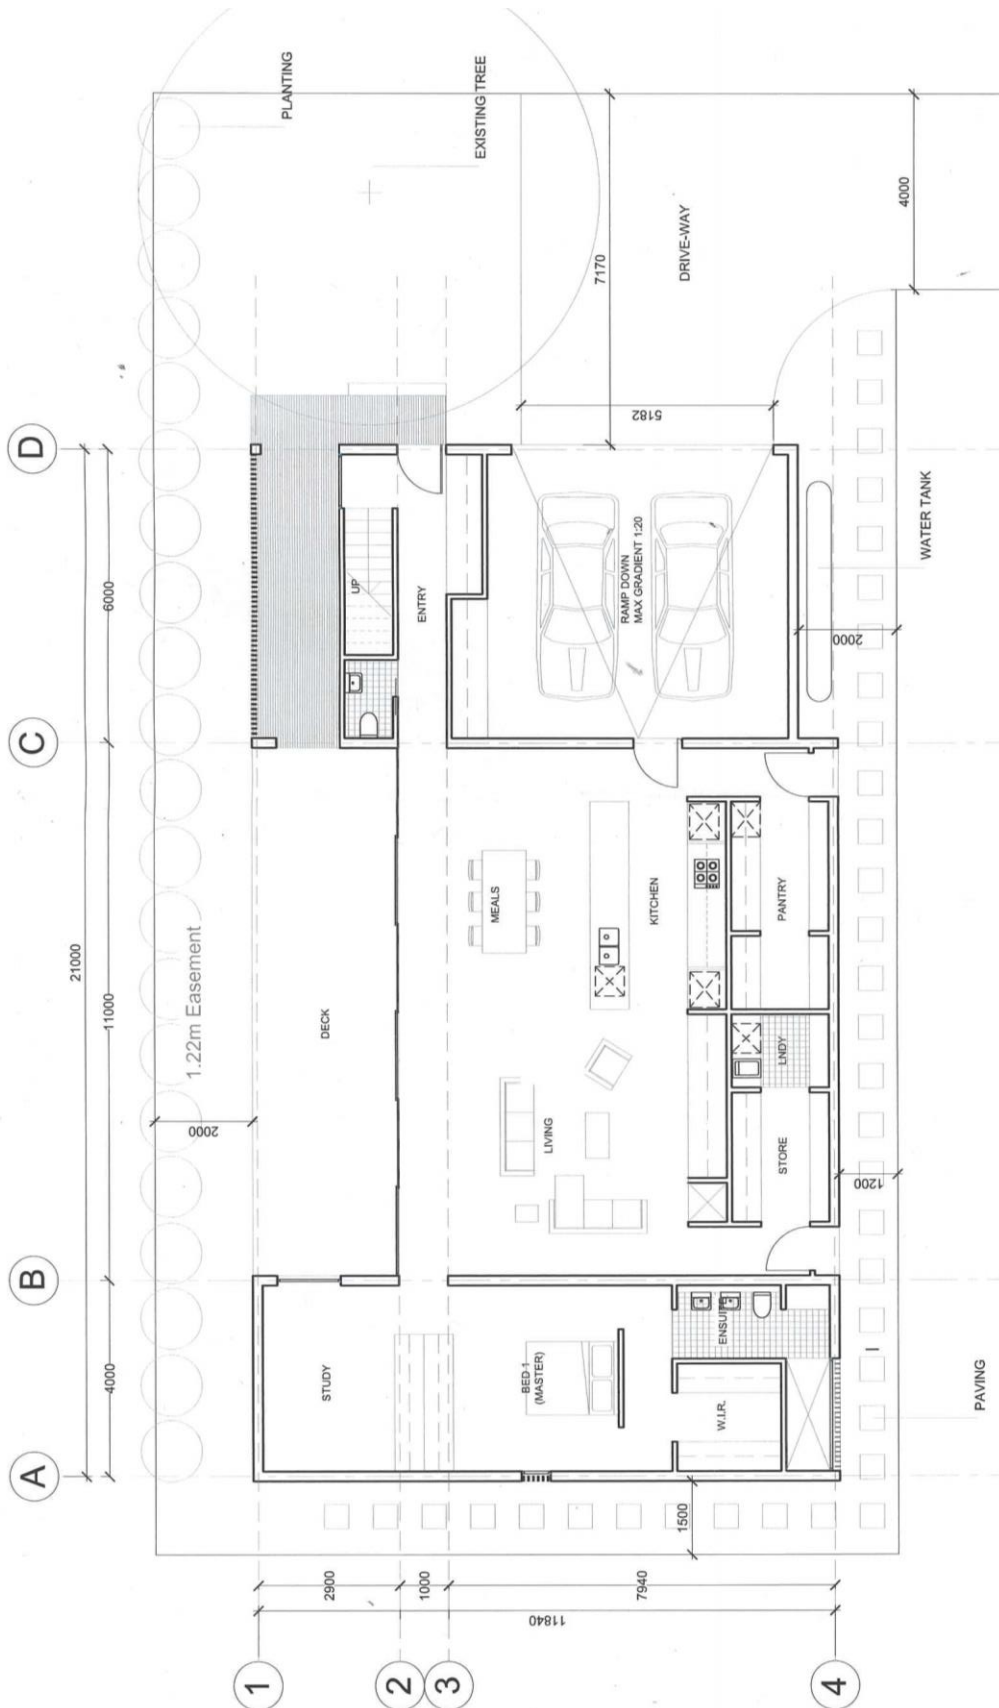 PLANTING
EXISTING TREE
DRIVE-WAY
7170
4000
5182
D
6000
UP
ENTRY
RAMP DOWN
MAX GRADIENT 1:20
WATER TANK
2000
C
21000
11000
1.22m Easement
DECK
MEALS
KITCHEN
PANTRY
2000
LIVING
LNDY
STORE
1200
B
4000
STUDY
BED 1
(MASTER)
ENSUITE
W.I.R.
PAVING
A
1500
2900
1000
7940
11840
1
2
3
4